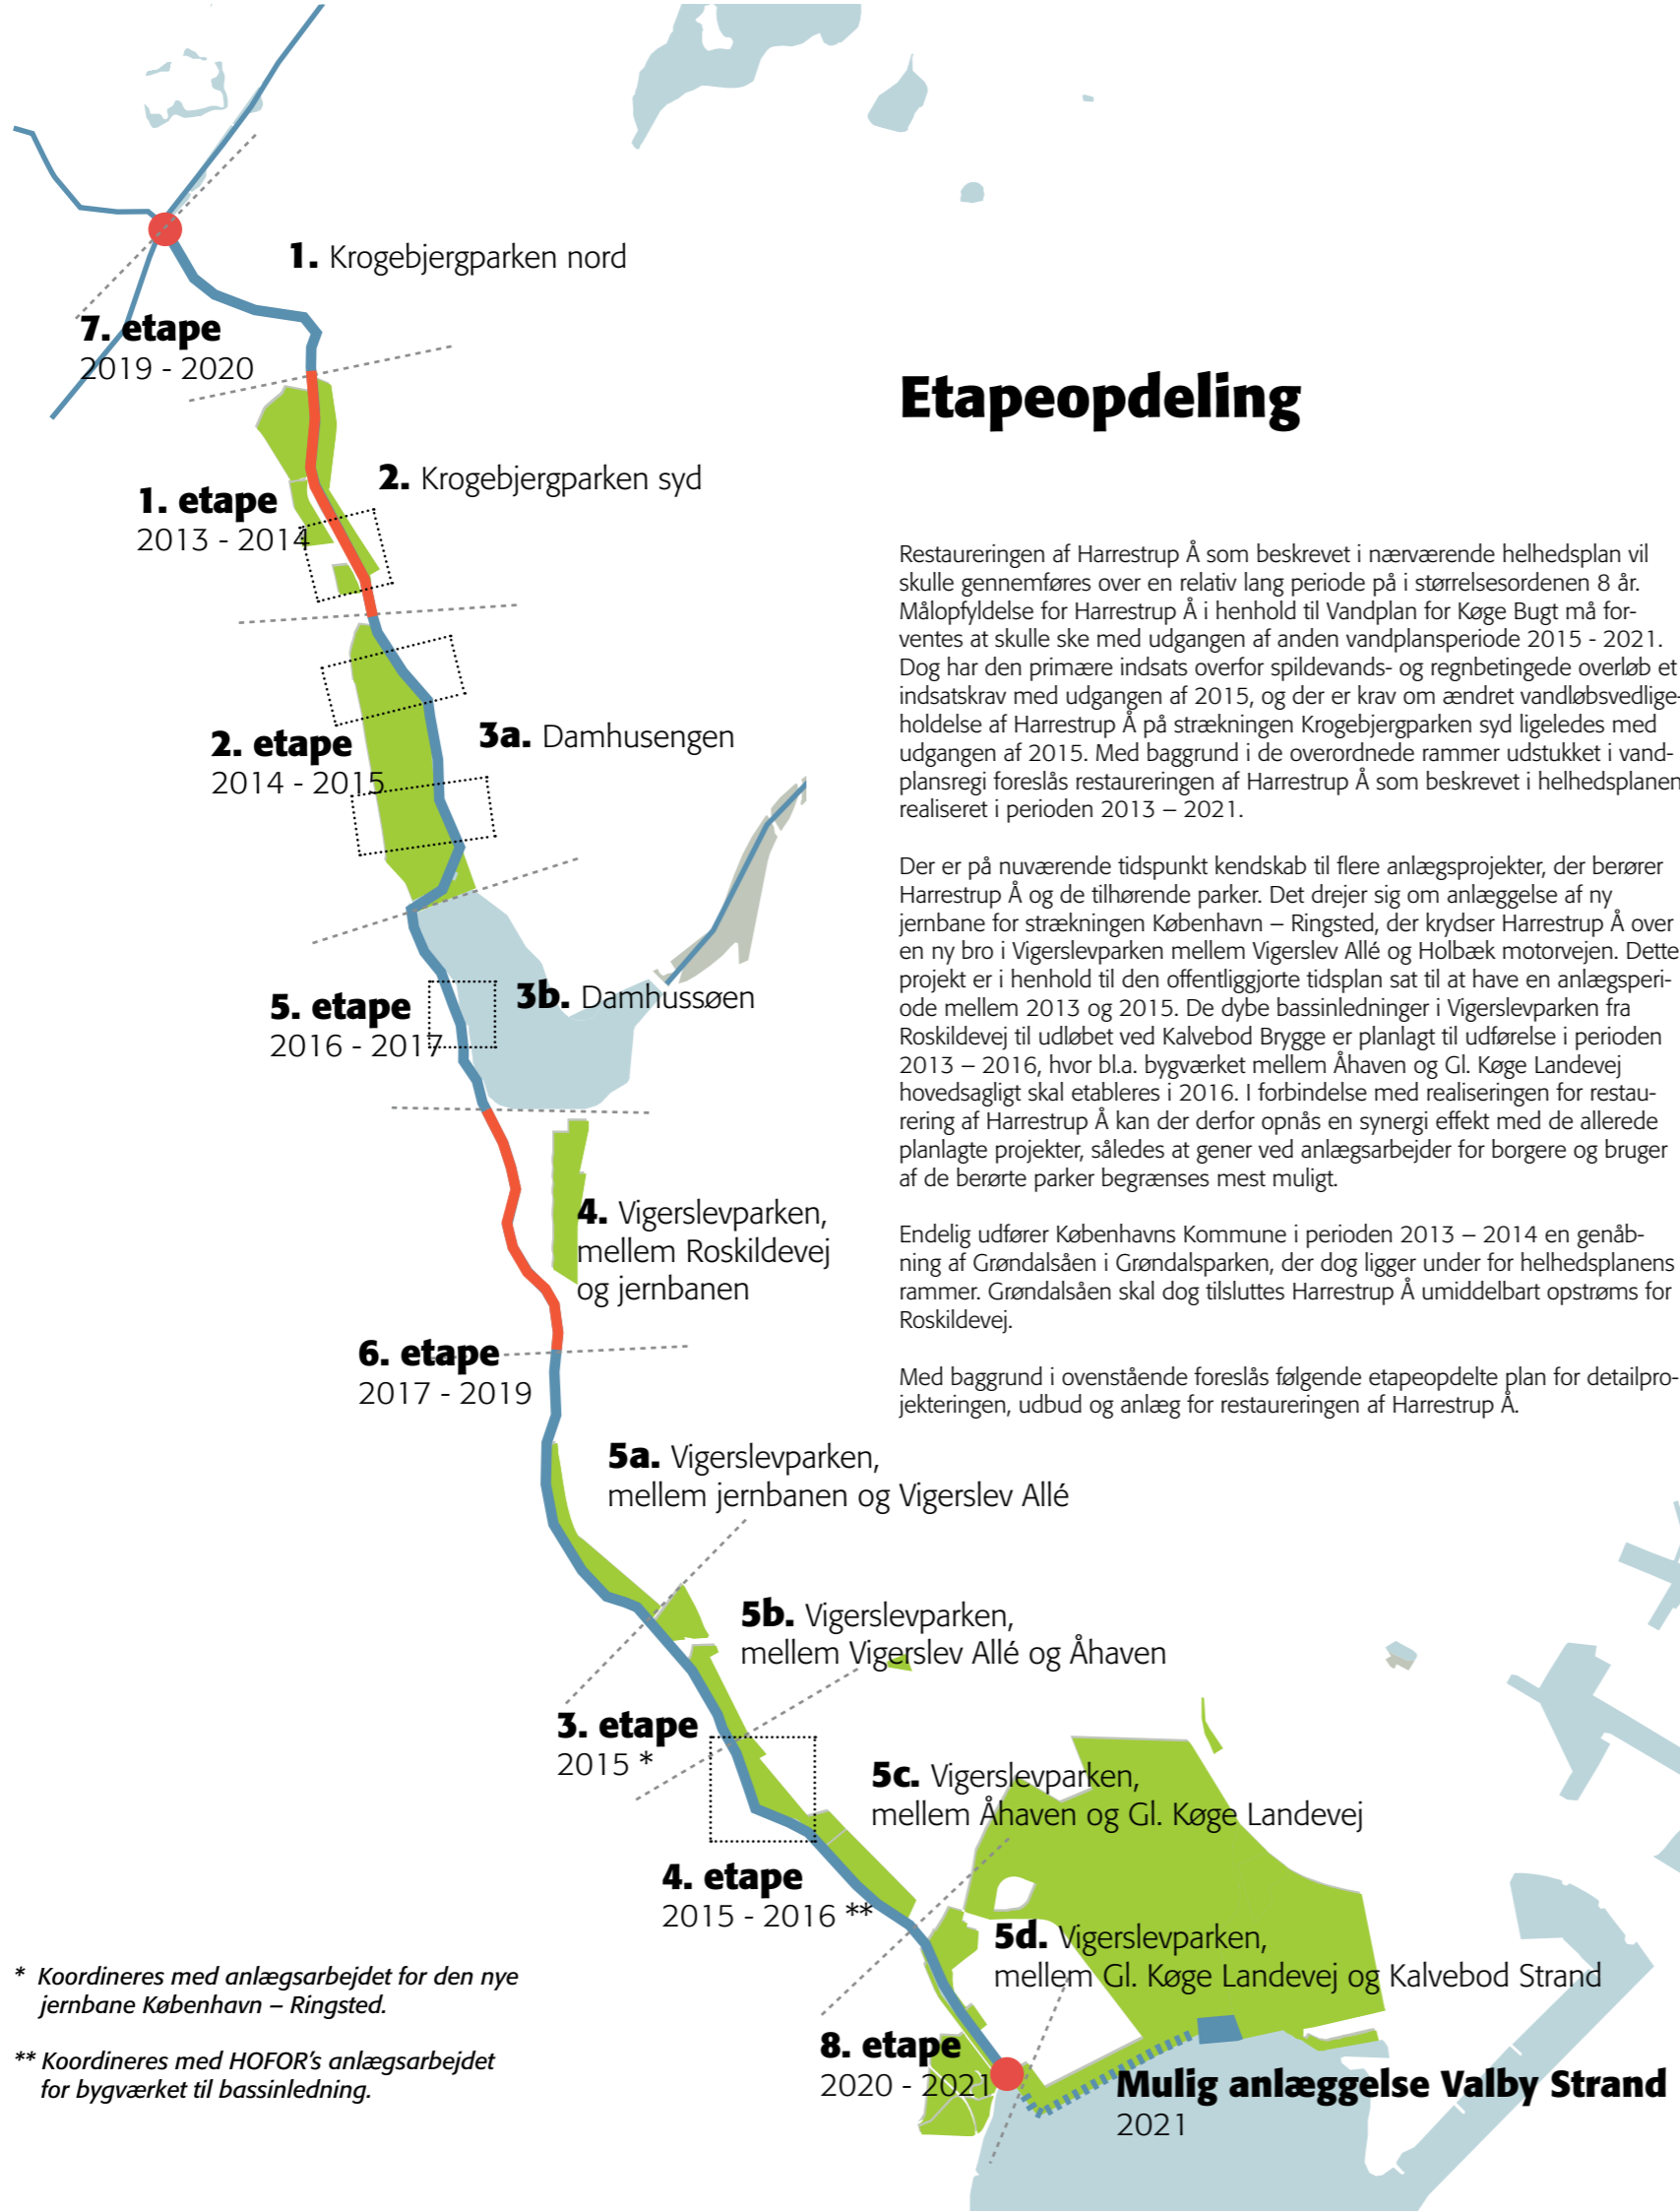 1. Krogebjergparken nord
7. etape
2019 - 2020
2. Krogebjergparken syd
1. etape
2013 - 2014
2. etape
2014 - 2015
3a. Damhusengen
5. etape
2016 - 2017
3b. Damhussøen
4. Vigerslevparken,
mellem Roskildevej
og jernbanen
6. etape
2017 - 2019
5a. Vigerslevparken,
mellem jernbanen og Vigerslev Allé
5b. Vigerslevparken,
mellem Vigerslev Allé og Åhaven
3. etape
2015 *
5c. Vigerslevparken,
mellem Åhaven og Gl. Køge Landevej
4. etape
2015 - 2016 **
5d. Vigerslevparken,
mellem Gl. Køge Landevej og Kalvebod Strand
8. etape
2020 - 2021
Mulig anlæggelse Valby Strand
2021
* Koordineres med anlægsarbejdet for den nye
jernbane København – Ringsted.
** Koordineres med HOFOR's anlægsarbejdet
for bygværket til bassinledning.
Etapeopdeling
Restaureringen af Harrestrup Å som beskrevet i nærværende helhedsplan vil
skulle gennemføres over en relativ lang periode på i størrelsesordenen 8 år.
Målopfyldelse for Harrestrup Å i henhold til Vandplan for Køge Bugt må for-
ventes at skulle ske med udgangen af anden vandplansperiode 2015 - 2021.
Dog har den primære indsats overfor spildevands- og regnbetingede overløb et
indsatskrav med udgangen af 2015, og der er krav om ændret vandløbsvedlige-
holdelse af Harrestrup Å på strækningen Krogebjergparken syd ligeledes med
udgangen af 2015. Med baggrund i de overordnede rammer udstukket i vand-
plansregi foreslås restaureringen af Harrestrup Å som beskrevet i helhedsplanen
realiseret i perioden 2013 – 2021.
Der er på nuværende tidspunkt kendskab til flere anlægsprojekter, der berører
Harrestrup Å og de tilhørende parker. Det drejer sig om anlæggelse af ny
jernbane for strækningen København – Ringsted, der krydser Harrestrup Å over
en ny bro i Vigerslevparken mellem Vigerslev Allé og Holbæk motorvejen. Dette
projekt er i henhold til den offentliggjorte tidsplan sat til at have en anlægsperi-
ode mellem 2013 og 2015. De dybe bassinledninger i Vigerslevparken fra
Roskildevej til udløbet ved Kalvebod Brygge er planlagt til udførelse i perioden
2013 – 2016, hvor bl.a. bygværket mellem Åhaven og Gl. Køge Landevej
hovedsagligt skal etableres i 2016. I forbindelse med realiseringen for restau-
rering af Harrestrup Å kan der derfor opnås en synergi effekt med de allerede
planlagte projekter, således at gener ved anlægsarbejder for borgere og bruger
af de berørte parker begrænses mest muligt.
Endelig udfører Københavns Kommune i perioden 2013 – 2014 en genåb-
ning af Grøndalsåen i Grøndalsparken, der dog ligger under for helhedsplanens
rammer. Grøndalsåen skal dog tilsluttes Harrestrup Å umiddelbart opstrøms for
Roskildevej.
Med baggrund i ovenstående foreslås følgende etapeopdelte plan for detailpro-
jekteringen, udbud og anlæg for restaureringen af Harrestrup Å.